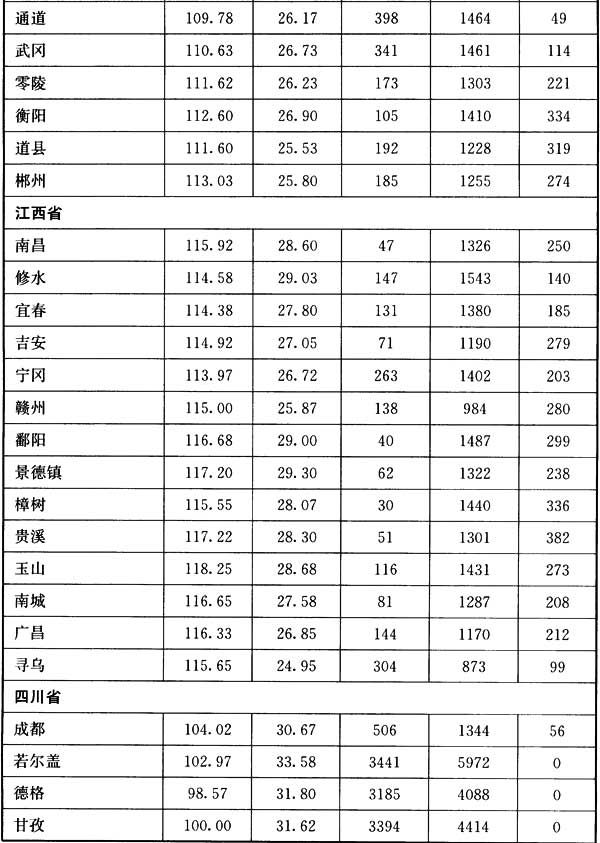 通道 109.78 26.17 398 1464 49
武冈 110.63 26.73 341 1461 114
零陵 111.62 26.23 173 1303 221
衡阳 112.60 26.90 105 1410 334
道县 111.60 25.53 192 1228 319
郴州 113.03 25.80 185 1255 274
江西省
南昌 115.92 28.60 47 1326 250
修水 114.58 29.03 147 1543 140
宜春 114.38 27.80 131 1380 185
吉安 114.92 27.05 71 1190 279
宁冈 113.97 26.72 263 1402 203
赣州 115.00 25.87 138 984 280
鄱阳 116.68 29.00 40 1487 299
景德镇 117.20 29.30 62 1322 238
樟树 115.55 28.07 30 1440 336
贵溪 117.22 28.30 51 1301 382
玉山 118.25 28.68 116 1431 273
南城 116.65 27.58 81 1287 208
广昌 116.33 26.85 144 1170 212
寻乌 115.65 24.95 304 873 99
四川省
成都 104.02 30.67 506 1344 56
若尔盖 102.97 33.58 3441 5972 0
德格 98.57 31.80 3185 4088 0
甘孜 100.00 31.62 3394 4414 0